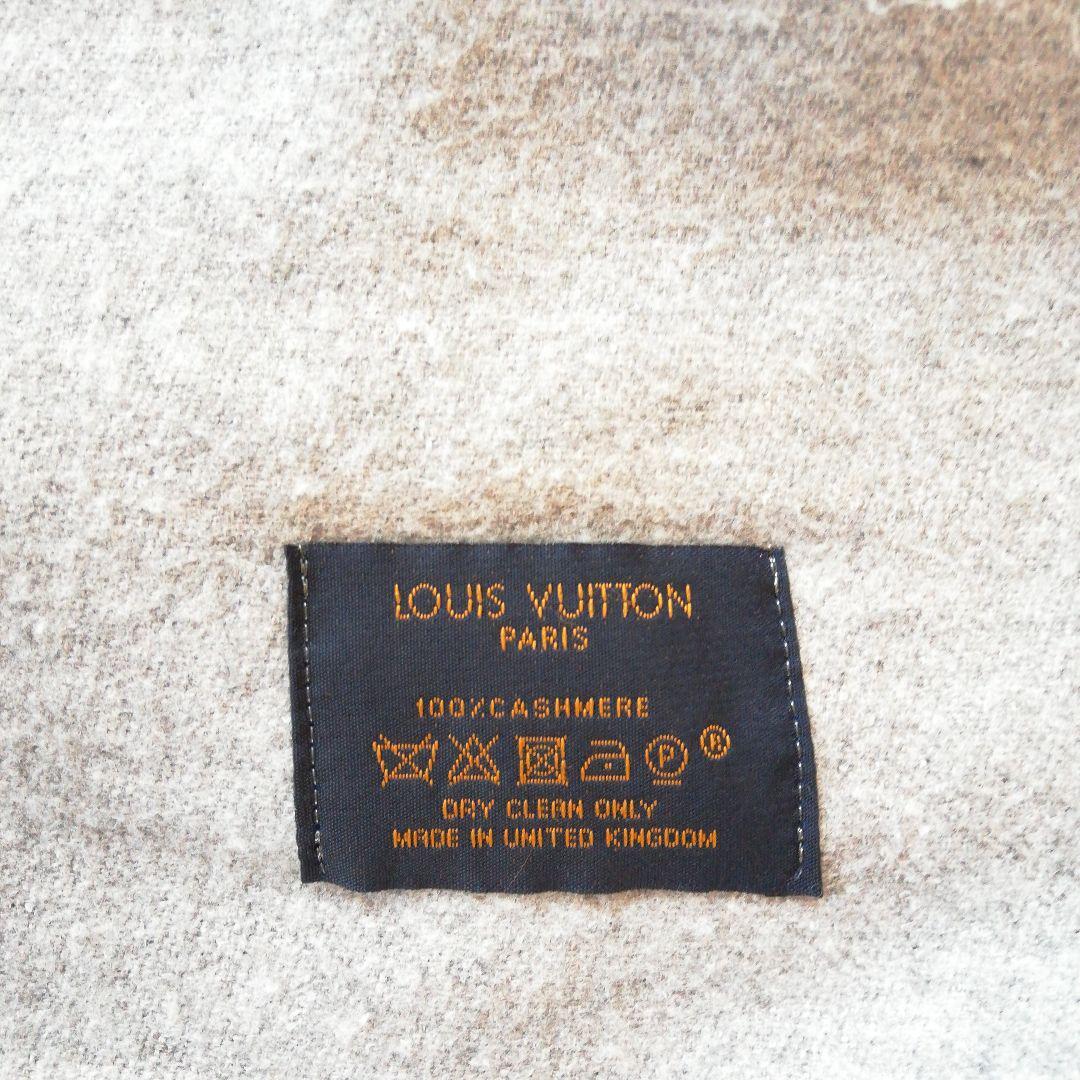 LOUIS VUITTON
PARIS
100%CASHMERE
P ®
DRY CLEAN ONLY
MADE IN UNITED KINGDOM